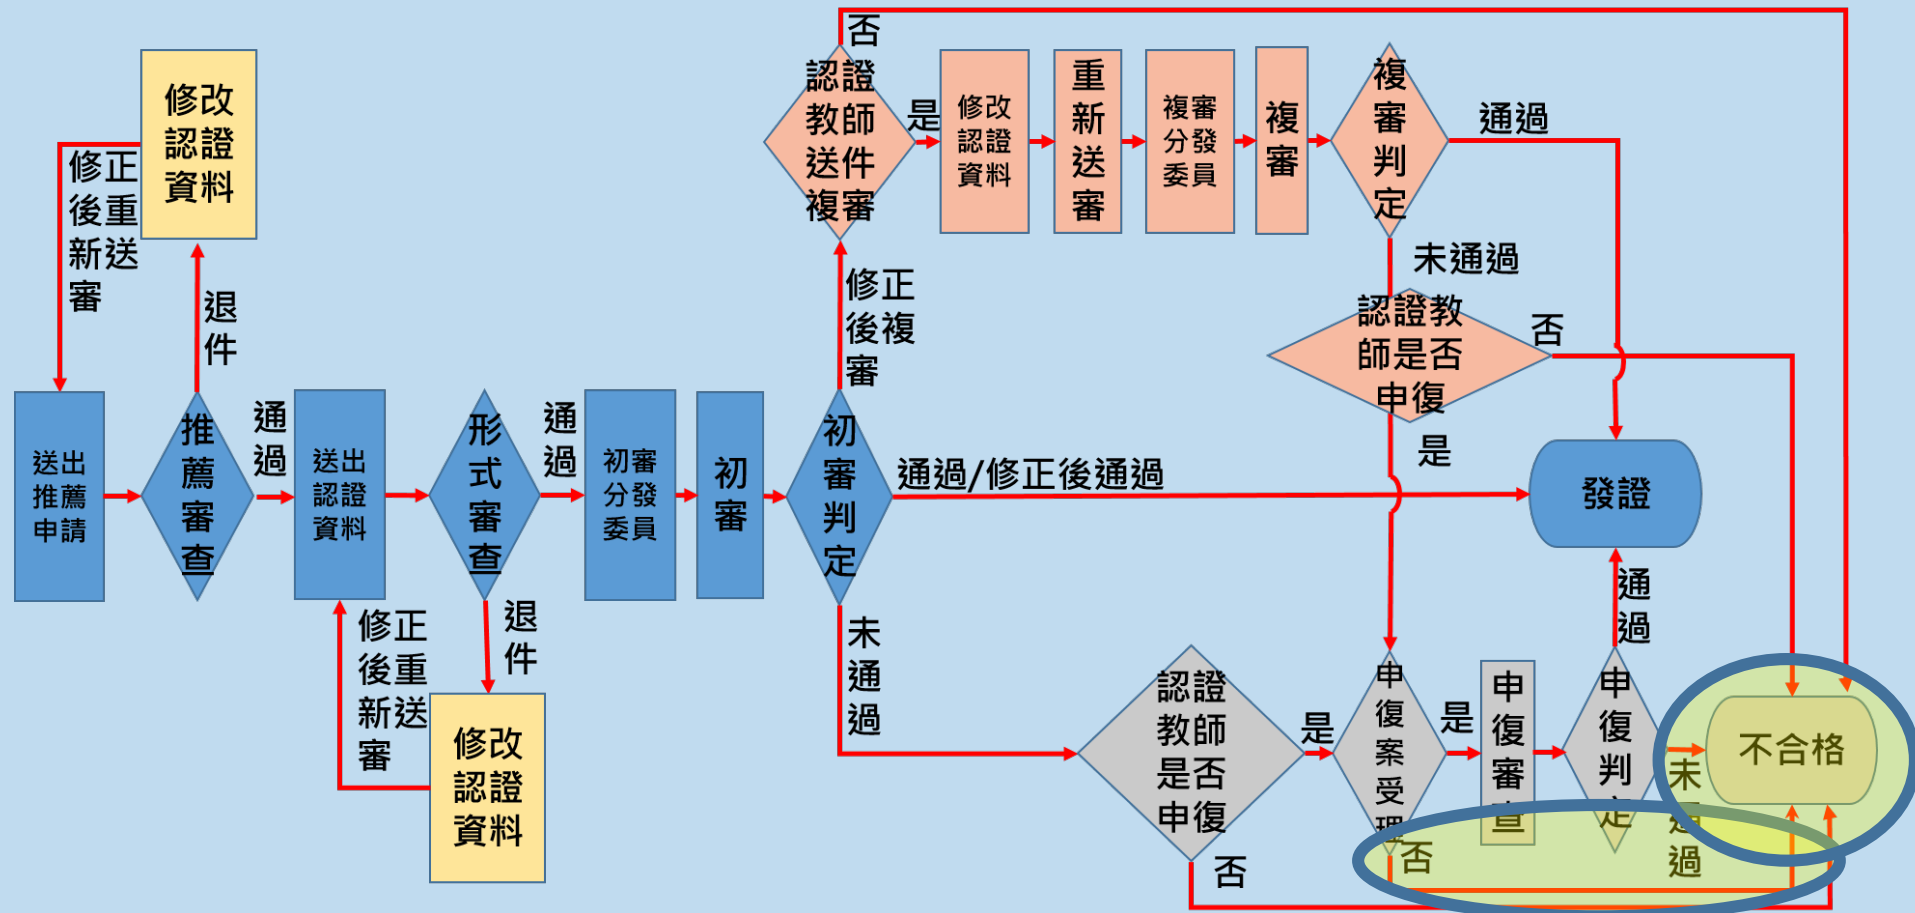 否
認證
教師
送件
複審
是
修改
認證
資料
重
新
送
審
複審
分發
委員
複
審
複
審
判
定
通過
修改
認證
資料
修正
後重
新送
審
退
件
修正
後複
審
未通過
認證教
師是否
申復
否
是
送出
推薦
申請
推
薦
審
查
通
過
送出
認證
資料
形
式
審
查
通
過
初審
分發
委員
初
審
初
審
判
定
通過/修正後通過
發證
修正
後重
新送
審
退
件
修改
認證
資料
未
通
過
認證
教師
是否
申復
是
否
申
復
案
受
理
是
否
申
復
審
查
申
復
判
定
通
過
未
通
過
不合格